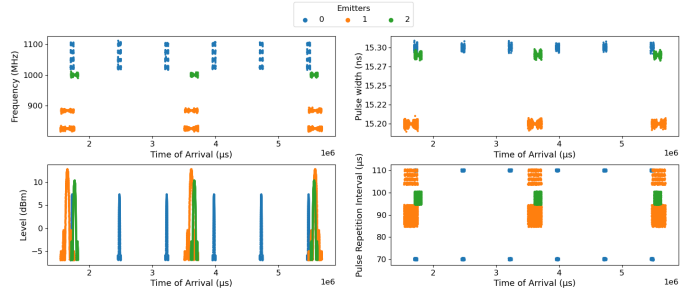 Emitters
0 1 2
Frequency (MHz)
1100
1000
900
2 3 4 5
1e6
Time of Arrival (µs)
Pulse width (ns)
15.30
15.27
15.25
15.22
15.20
2 3 4 5
1e6
Time of Arrival (µs)
Level (dBm)
10
5
0
−5
2 3 4 5
1e6
Time of Arrival (µs)
Pulse Repetition Interval (µs)
110
100
90
80
70
2 3 4 5
1e6
Time of Arrival (µs)